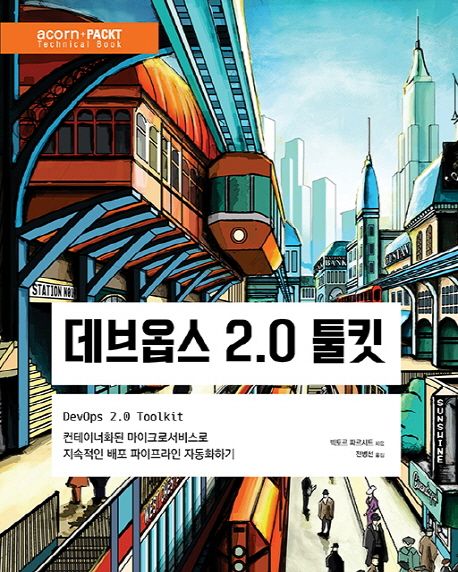 acorn+PACKT
Technical Book
NATIONAL
BANK
STATION NO.
데브옵스 2.0 툴킷
DevOps 2.0 Toolkit
컨테이너화된 마이크로서비스로
지속적인 배포 파이프라인 자동화하기
빅토르 파르시트 지음
전병선 옮김
SUNSHINE